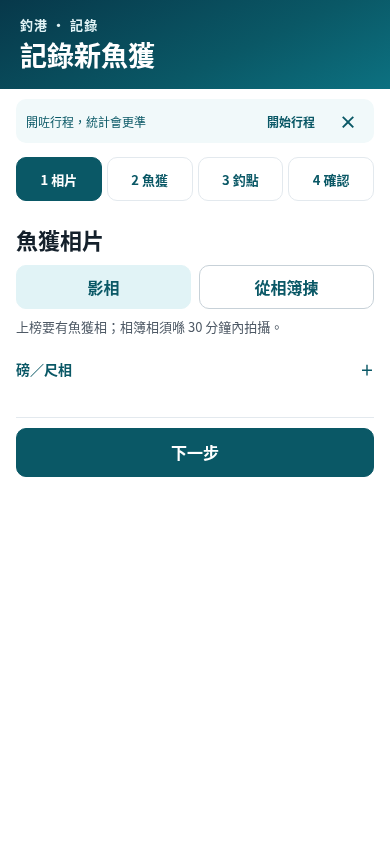 釣港 · 記錄
記錄新魚獲
開咗行程，統計會更準
開始行程 ✕
1 相片
2 魚獲
3 釣點
4 確認
魚獲相片
影相
從相簿揀
上榜要有魚獲相；相簿相須喺 30 分鐘內拍攝。
磅／尺相 +
下一步